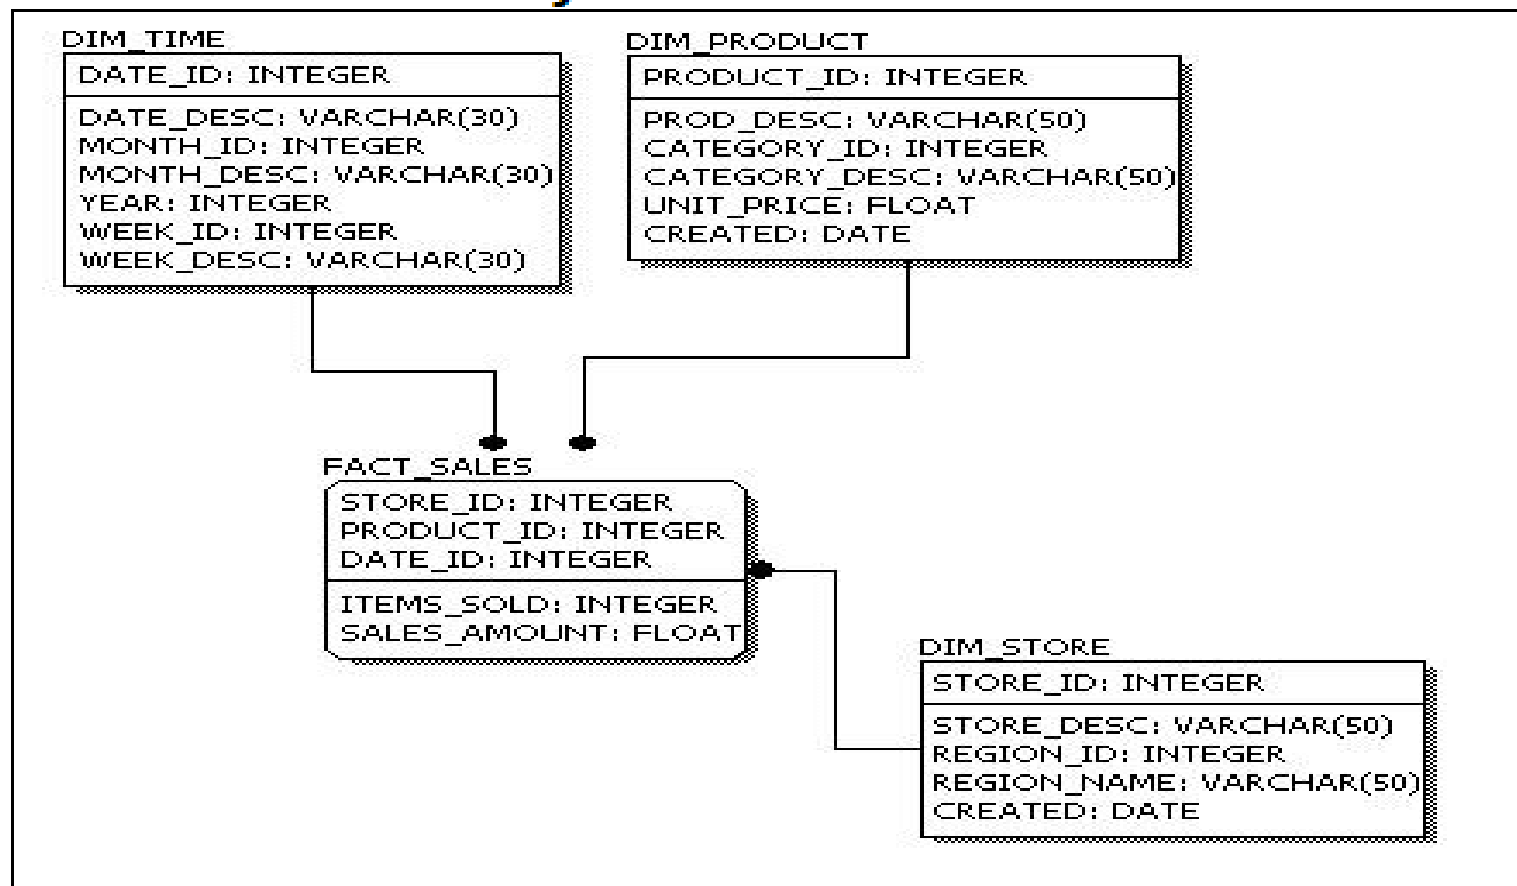 DIM_TIME
DATE_ID: INTEGER
DATE_DESC: VARCHAR(30)
MONTH_ID: INTEGER
MONTH_DESC: VARCHAR(30)
YEAR: INTEGER
WEEK_ID: INTEGER
WEEK_DESC: VARCHAR(30)
DIM_PRODUCT
PRODUCT_ID: INTEGER
PROD_DESC: VARCHAR(50)
CATEGORY_ID: INTEGER
CATEGORY_DESC: VARCHAR(50)
UNIT_PRICE: FLOAT
CREATED: DATE
FACT_SALES
STORE_ID: INTEGER
PRODUCT_ID: INTEGER
DATE_ID: INTEGER
ITEMS_SOLD: INTEGER
SALES_AMOUNT: FLOAT
DIM_STORE
STORE_ID: INTEGER
STORE_DESC: VARCHAR(50)
REGION_ID: INTEGER
REGION_NAME: VARCHAR(50)
CREATED: DATE